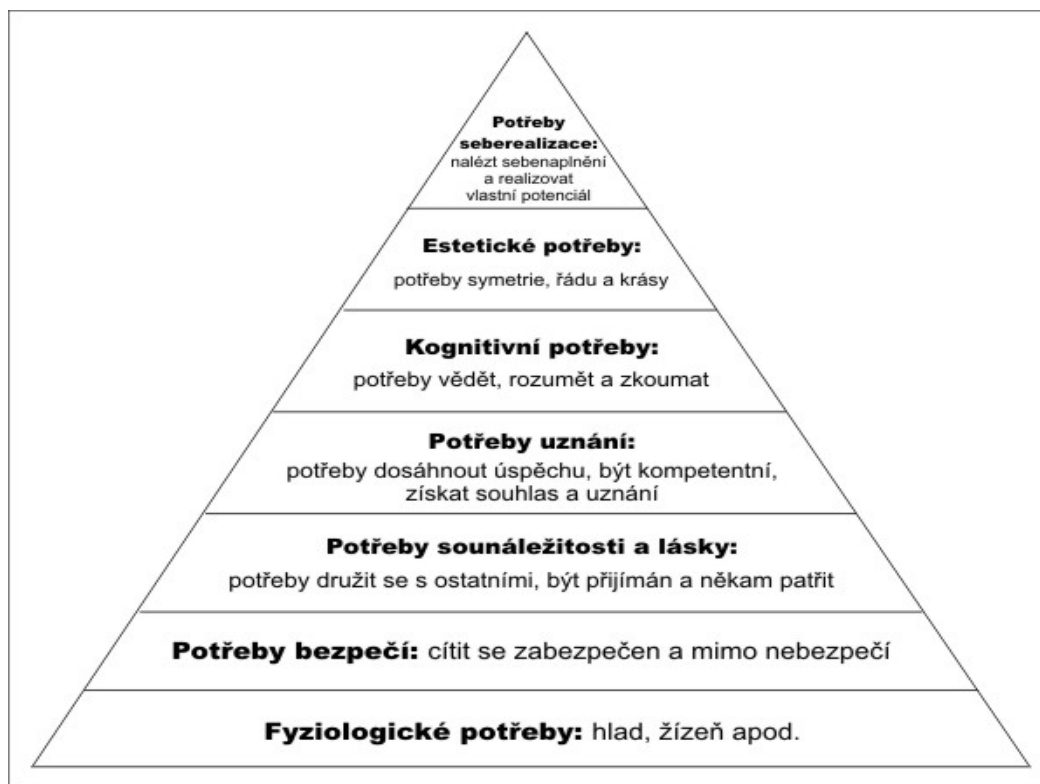 Potřeby
seberealizace:
nalézt sebenaplnění
a realizovat
vlastní potenciál
Estetické potřeby:
potřeby symetrie, řádu a krásy
Kognitivní potřeby:
potřeby vědět, rozumět a zkoumat
Potřeby uznání:
potřeby dosáhnout úspěchu, být kompetentní,
získat souhlas a uznání
Potřeby sounáležitosti a lásky:
potřeby družit se s ostatními, být přijímán a někam patřit
Potřeby bezpečí: cítit se zabezpečen a mimo nebezpečí
Fyziologické potřeby: hlad, žízeň apod.